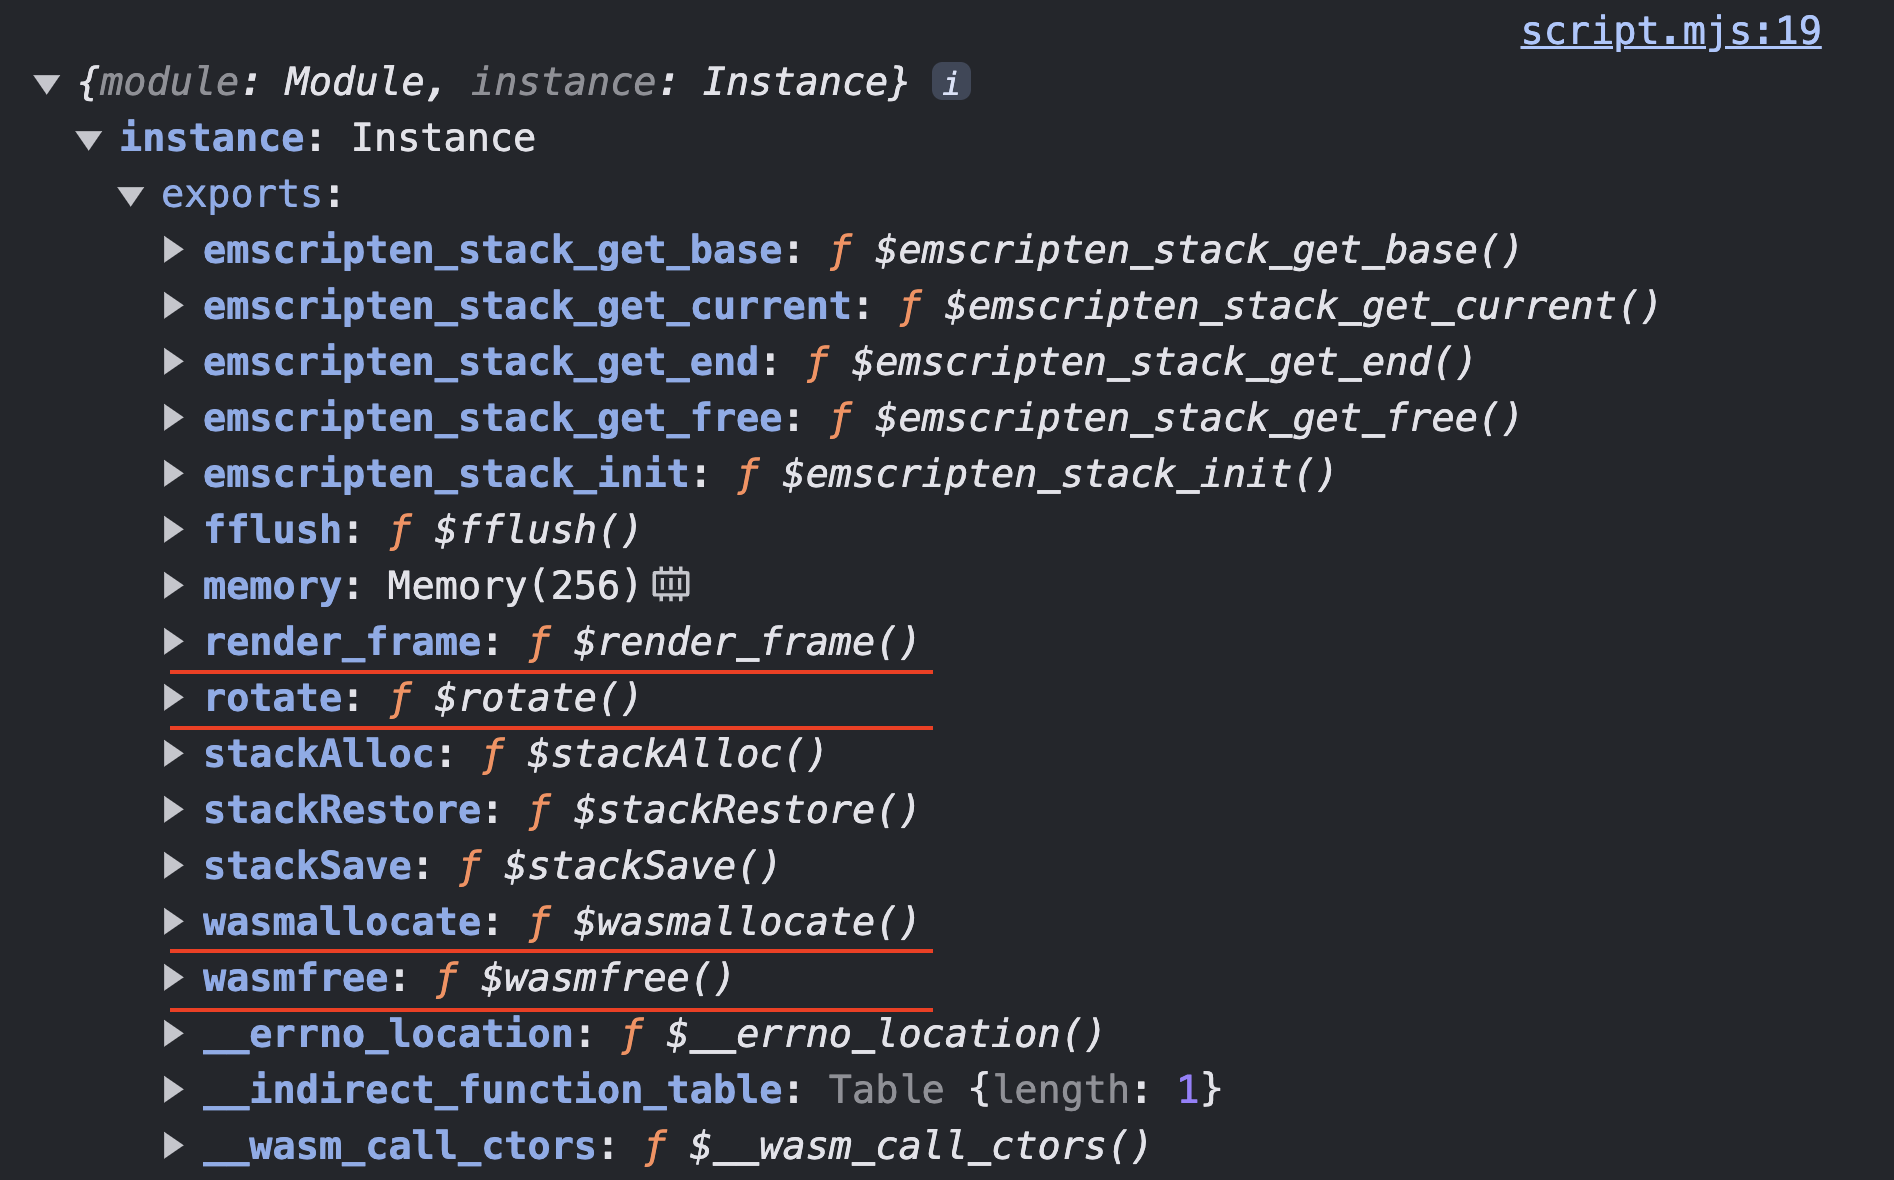 script.mjs:19
{module: Module, instance: Instance} i
instance: Instance
exports:
emscripten_stack_get_base: ƒ $emscripten_stack_get_base()
emscripten_stack_get_current: ƒ $emscripten_stack_get_current()
emscripten_stack_get_end: ƒ $emscripten_stack_get_end()
emscripten_stack_get_free: ƒ $emscripten_stack_get_free()
emscripten_stack_init: ƒ $emscripten_stack_init()
fflush: ƒ $fflush()
memory: Memory(256)
render_frame: ƒ $render_frame()
rotate: ƒ $rotate()
stackAlloc: ƒ $stackAlloc()
stackRestore: ƒ $stackRestore()
stackSave: ƒ $stackSave()
wasmallocate: ƒ $wasmallocate()
wasmfree: ƒ $wasmfree()
__errno_location: ƒ $__errno_location()
__indirect_function_table: Table {length: 1}
__wasm_call_ctors: ƒ $__wasm_call_ctors()